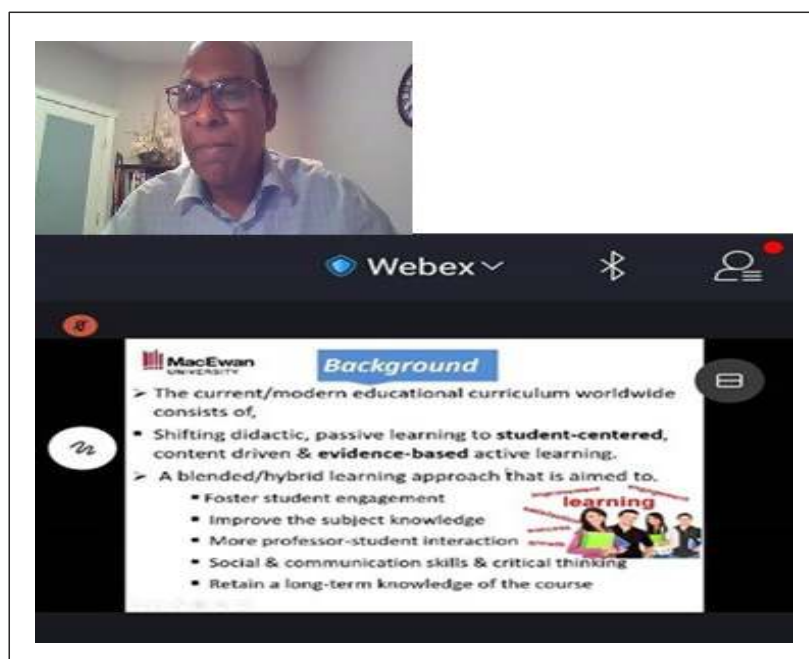 Webex
MacEwan
UNIVERSITY
Background
➤ The current/modern educational curriculum worldwide
consists of,
▪ Shifting didactic, passive learning to student-centered,
content driven & evidence-based active learning.
➤ A blended/hybrid learning approach that is aimed to,
▪ Foster student engagement
▪ Improve the subject knowledge
▪ More professor-student interaction
▪ Social & communication skills & critical thinking
▪ Retain a long-term knowledge of the course
learning